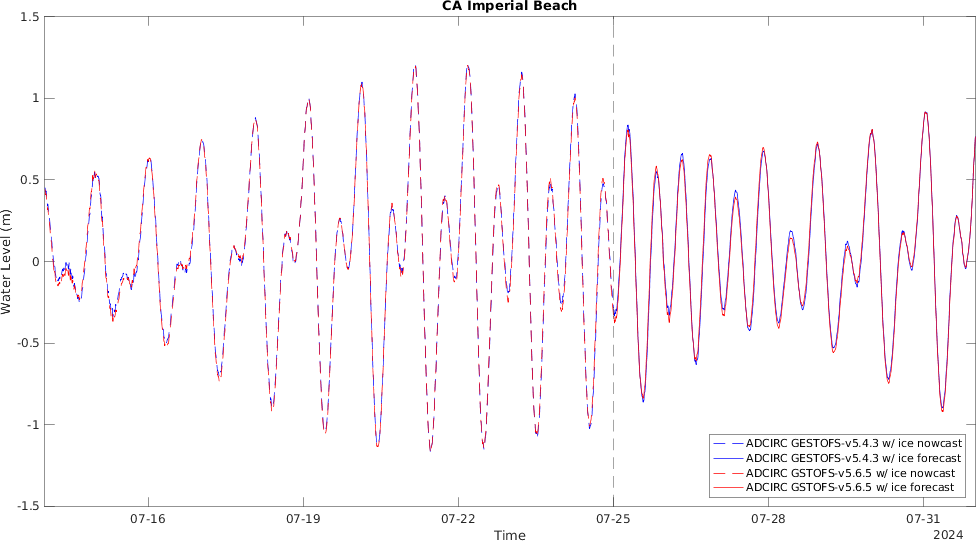 CA Imperial Beach
1.5
1
0.5
0
-0.5
-1
-1.5
Water Level (m)
07-16
07-19
07-22
07-25
07-28
07-31
Time
2024
ADCIRC GESTOFS-v5.4.3 w/ ice nowcast
ADCIRC GESTOFS-v5.4.3 w/ ice forecast
ADCIRC GSTOFS-v5.6.5 w/ ice nowcast
ADCIRC GSTOFS-v5.6.5 w/ ice forecast